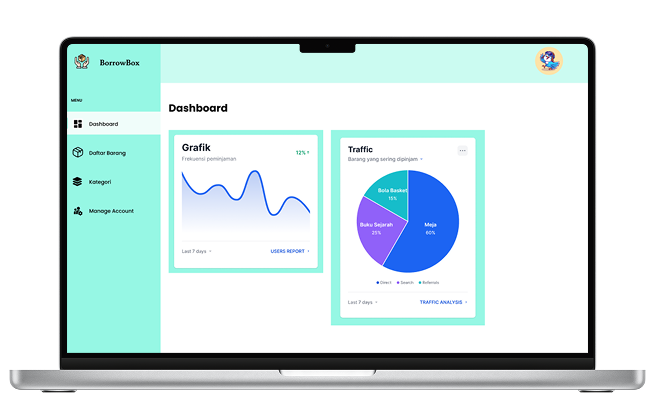 BorrowBox
MENU
Dashboard
Daftar Barang
Kategori
Manage Account
Dashboard
Grafik
Frekuensi peminjaman
12%
Last 7 days
USERS REPORT
Traffic
Barang yang sering dipinjam
...
Bola Basket
15%
Buku Sejarah
25%
Meja
60%
Direct
Search
Referrals
Last 7 days
TRAFFIC ANALYSIS